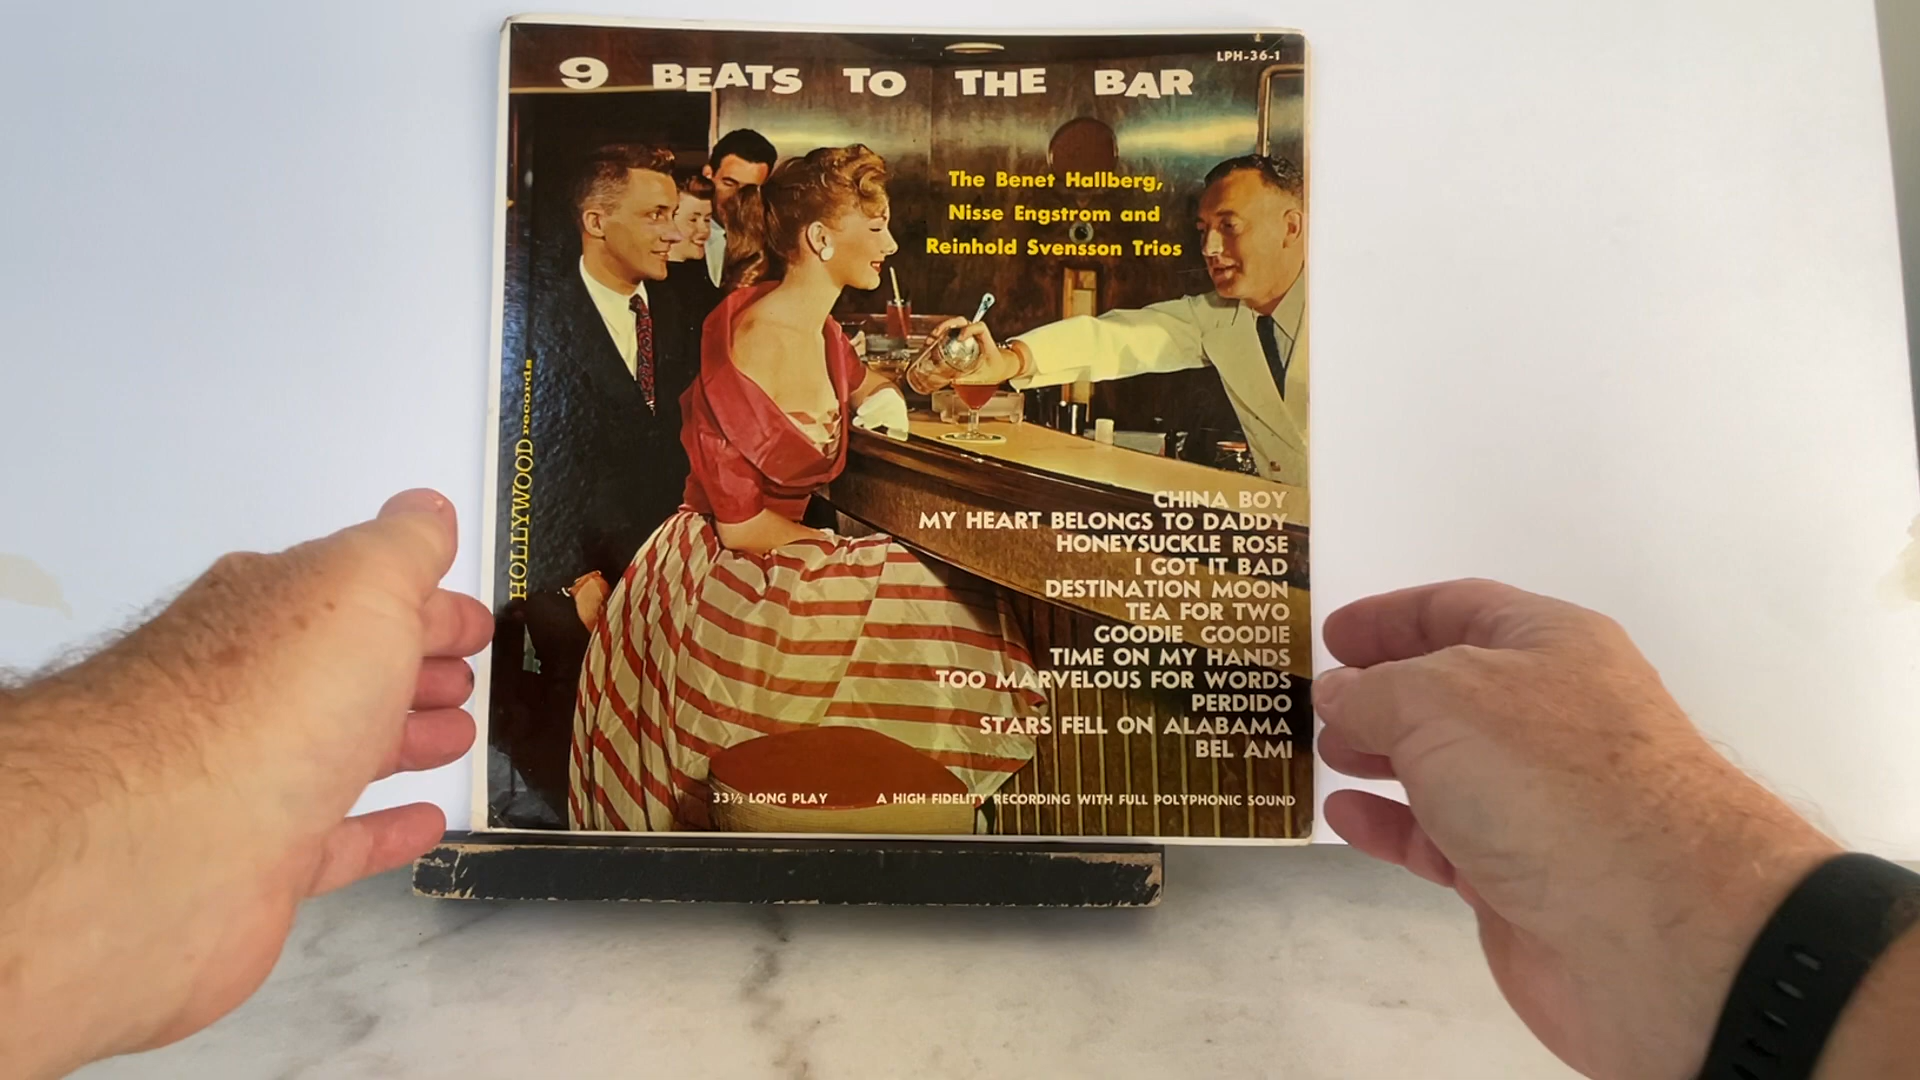 LPH-36-1
9 BEATS TO THE BAR
The Benet Hallberg,
Nisse Engstrom and
Reinhold Svensson Trios
HOLLYWOOD records
CHINA BOY
MY HEART BELONGS TO DADDY
HONEYSUCKLE ROSE
I GOT IT BAD
DESTINATION MOON
TEA FOR TWO
GOODIE GOODIE
TIME ON MY HANDS
TOO MARVELOUS FOR WORDS
PERDIDO
STARS FELL ON ALABAMA
BEL AMI
33⅓ LONG PLAY A HIGH FIDELITY RECORDING WITH FULL POLYPHONIC SOUND